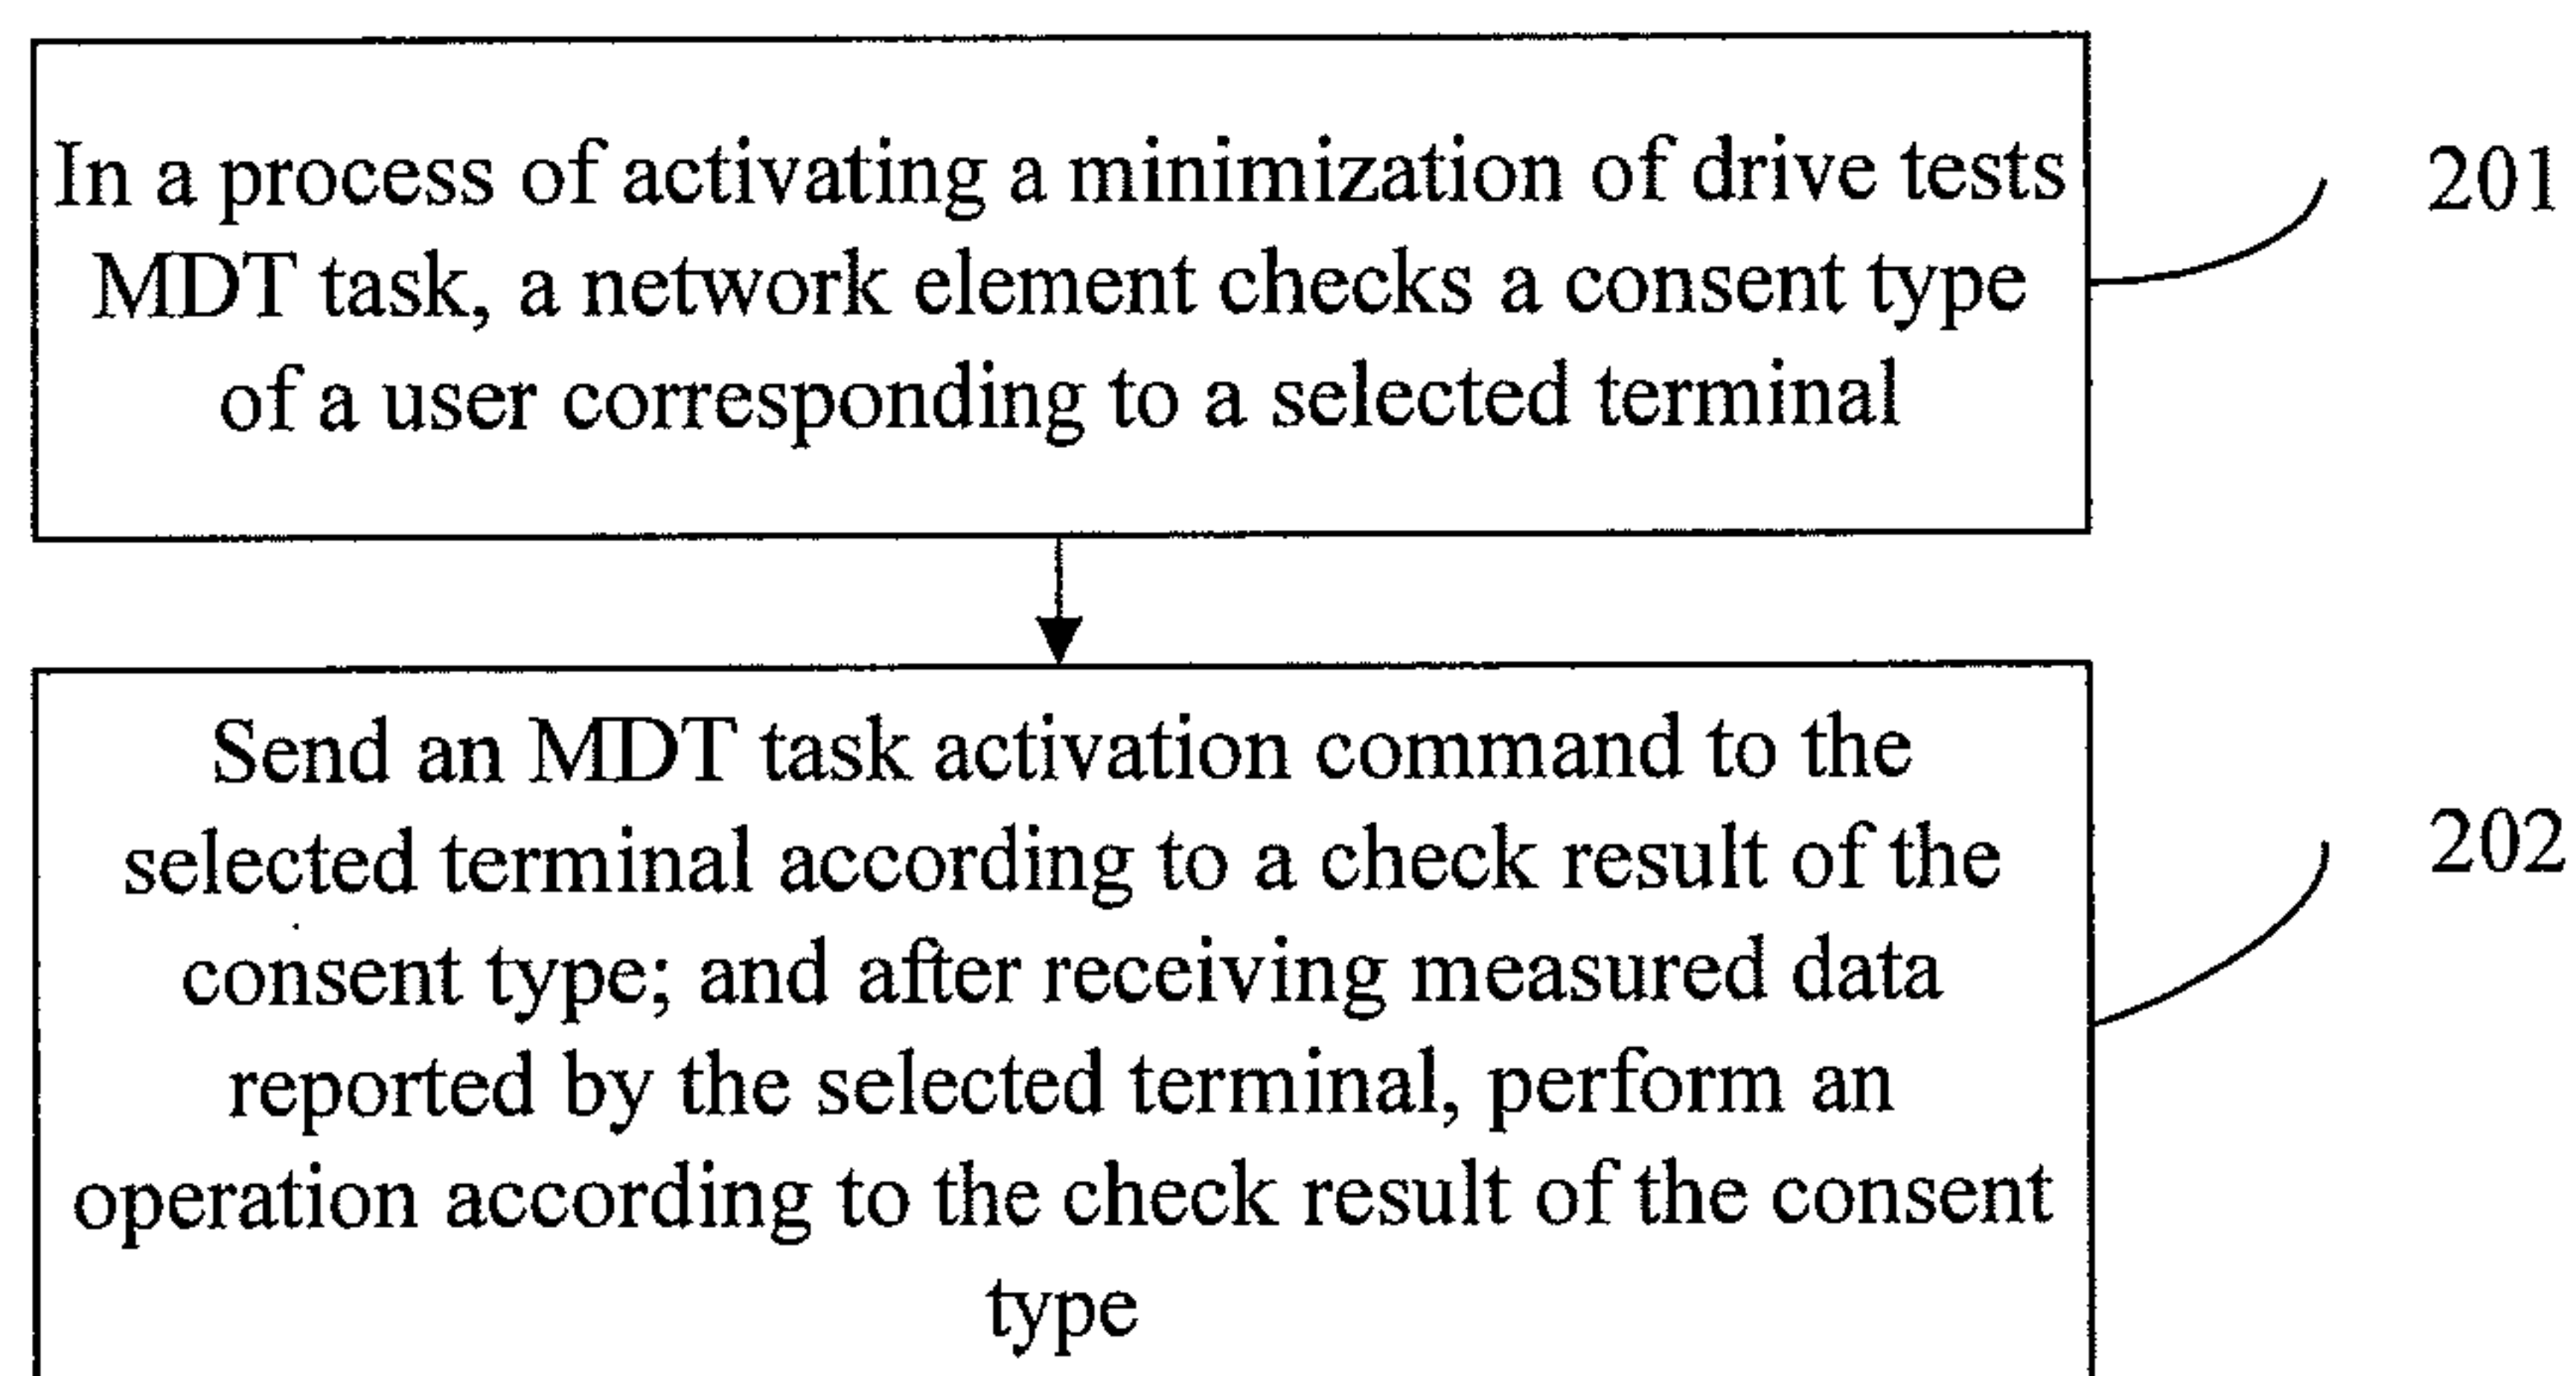 In a process of activating a minimization of drive tests
MDT task, a network element checks a consent type
of a user corresponding to a selected terminal
201
Send an MDT task activation command to the
selected terminal according to a check result of the
consent type; and after receiving measured data
reported by the selected terminal, perform an
operation according to the check result of the consent
type
202